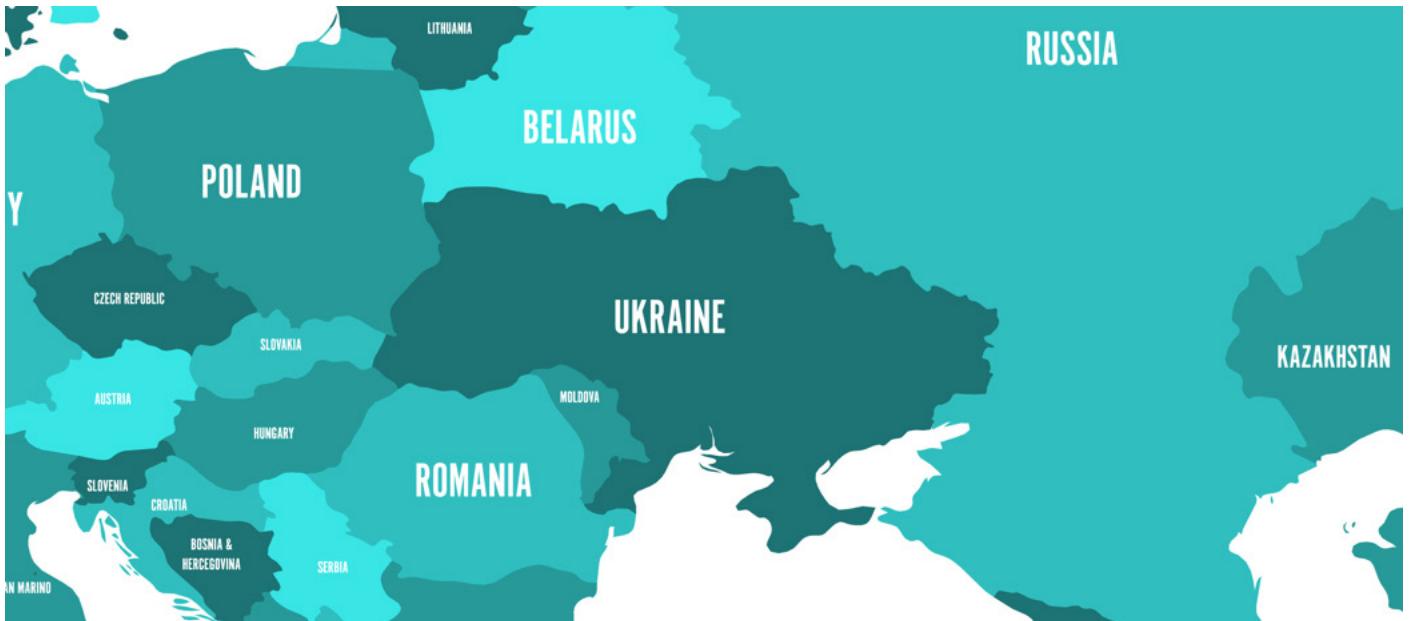 LITHUANIA
RUSSIA
BELARUS
POLAND
Y
CZECH REPUBLIC
UKRAINE
SLOVAKIA
KAZAKHSTAN
AUSTRIA
MOLDOVA
HUNGARY
ROMANIA
SLOVENIA
CROATIA
BOSNIA &
HERCEGOVINA
SERBIA
AN MARINO